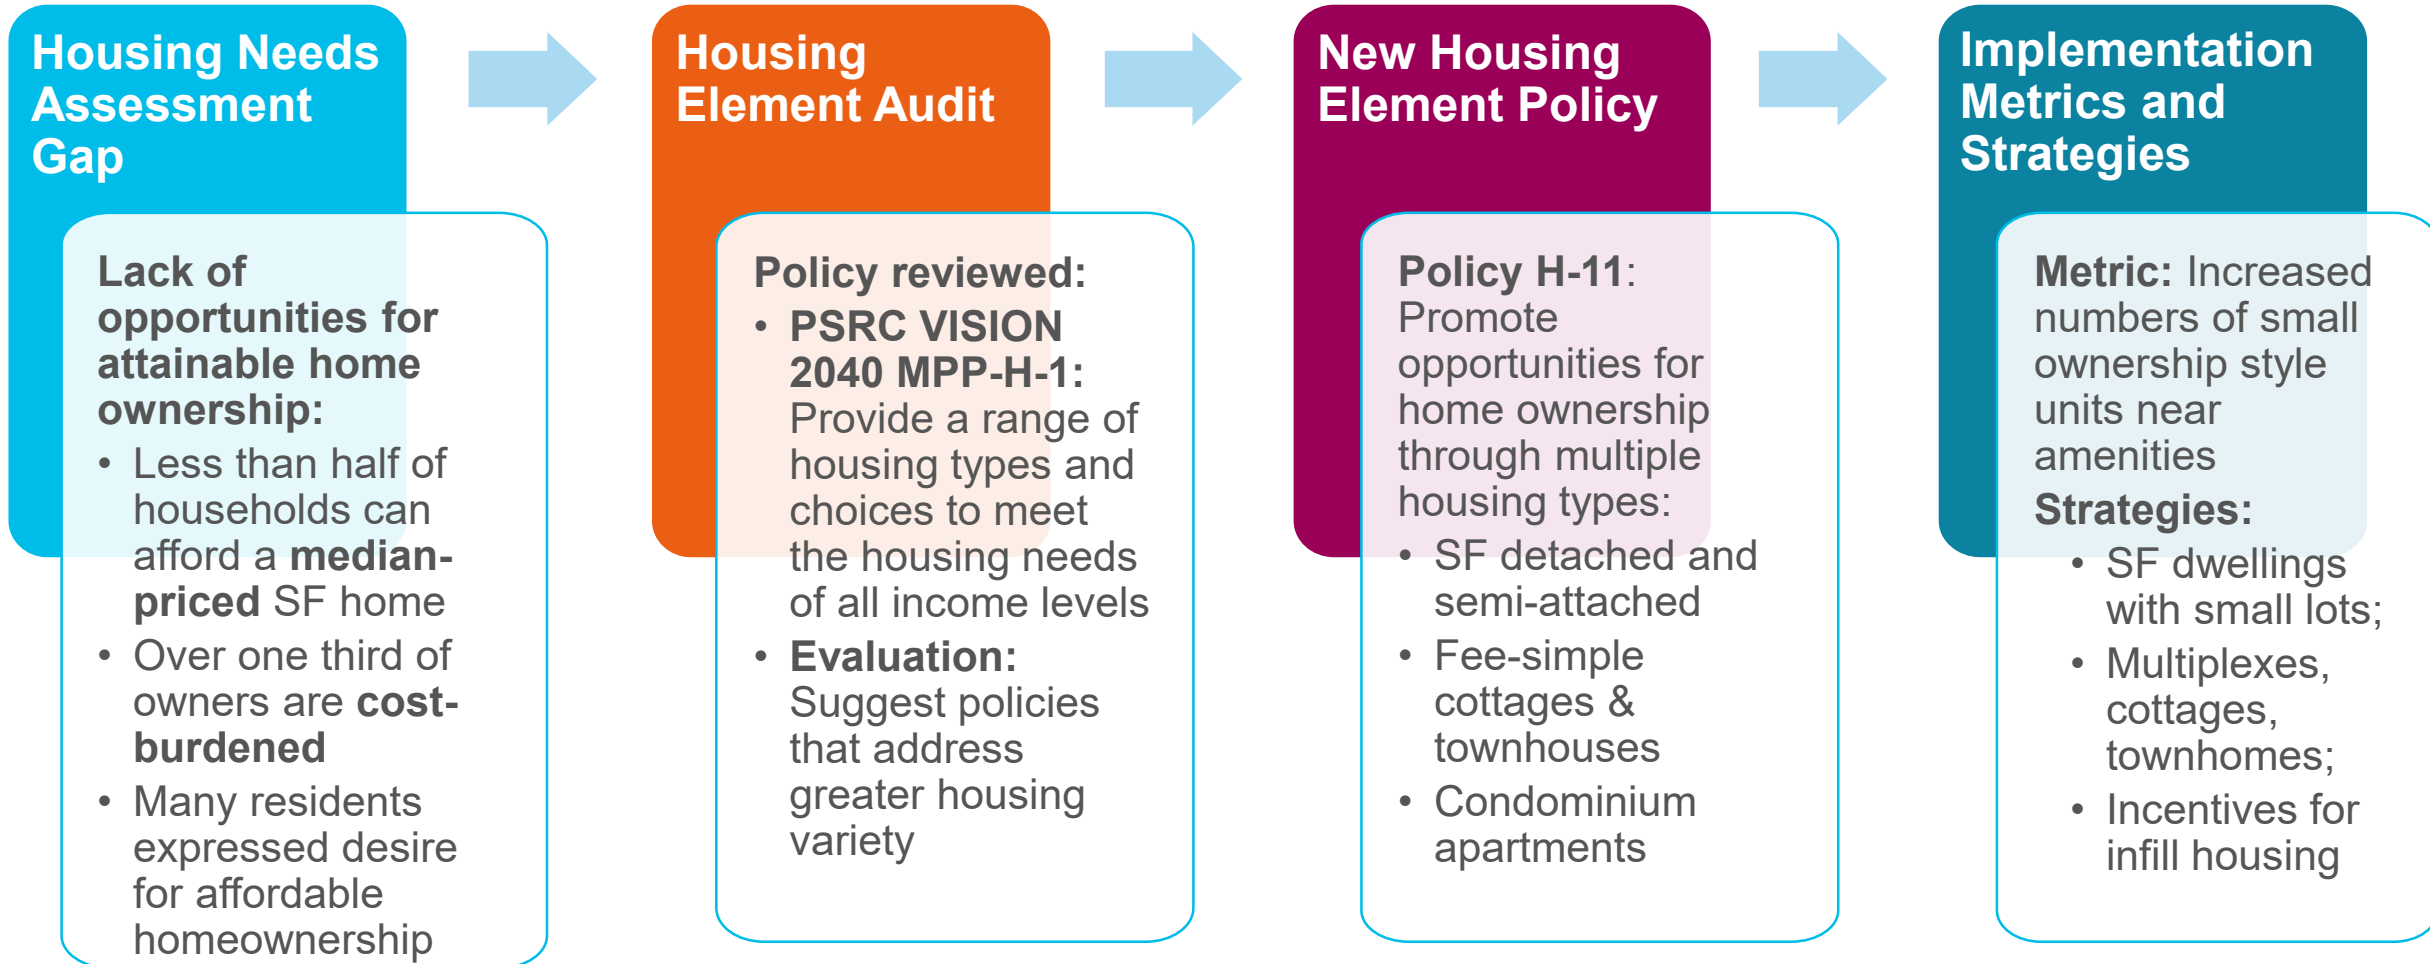 Housing Needs
Assessment
Gap
Lack of
opportunities for
attainable home
ownership:
• Less than half of
households can
afford a median-
priced SF home
• Over one third of
owners are cost-
burdened
• Many residents
expressed desire
for affordable
homeownership
Housing
Element Audit
Policy reviewed:
• PSRC VISION
2040 MPP-H-1:
Provide a range of
housing types and
choices to meet
the housing needs
of all income levels
• Evaluation:
Suggest policies
that address
greater housing
variety
New Housing
Element Policy
Policy H-11:
Promote
opportunities for
home ownership
through multiple
housing types:
• SF detached and
semi-attached
• Fee-simple
cottages &
townhouses
• Condominium
apartments
Implementation
Metrics and
Strategies
Metric: Increased
numbers of small
ownership style
units near
amenities
Strategies:
• SF dwellings
with small lots;
• Multiplexes,
cottages,
townhomes;
• Incentives for
infill housing